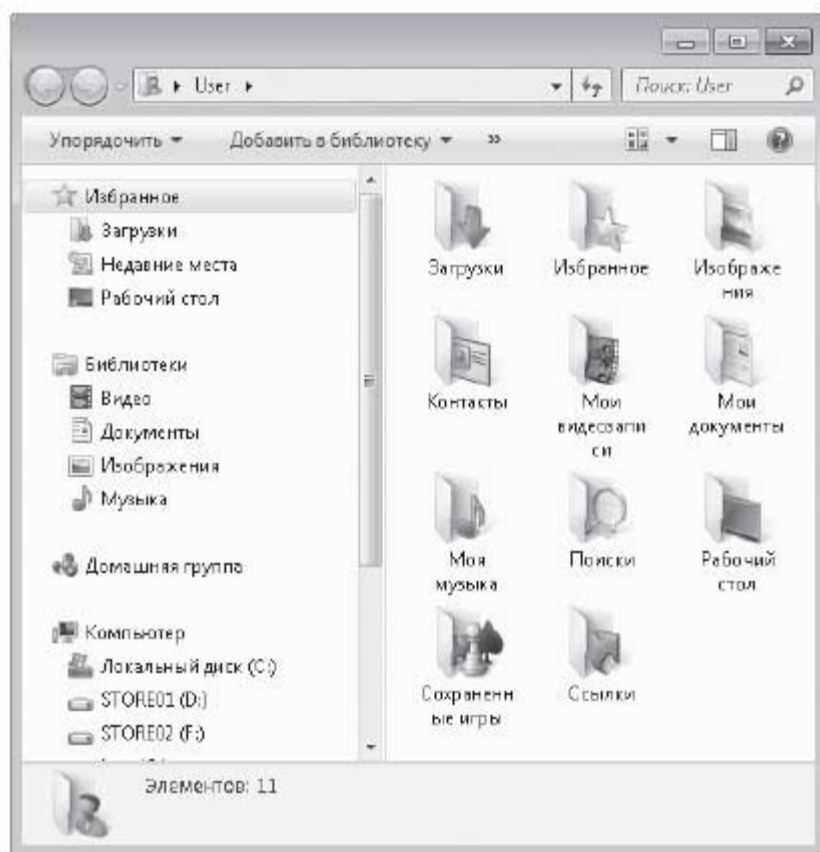 User
Поиск: User
Упорядочить
Добавить в библиотеку
»
Избранное
Загрузки
Недавние места
Рабочий стол
Библиотеки
Видео
Документы
Изображения
Музыка
Домашняя группа
Компьютер
Локальный диск (C:)
STORE01 (D:)
STORE02 (F:)
Загрузки
Избранное
Изображе
ния
Контакты
Мои
видеозапи
си
Мои
документы
Моя
музыка
Поиски
Рабочий
стол
Сохраненн
ые игры
Ссылки
Элементов: 11